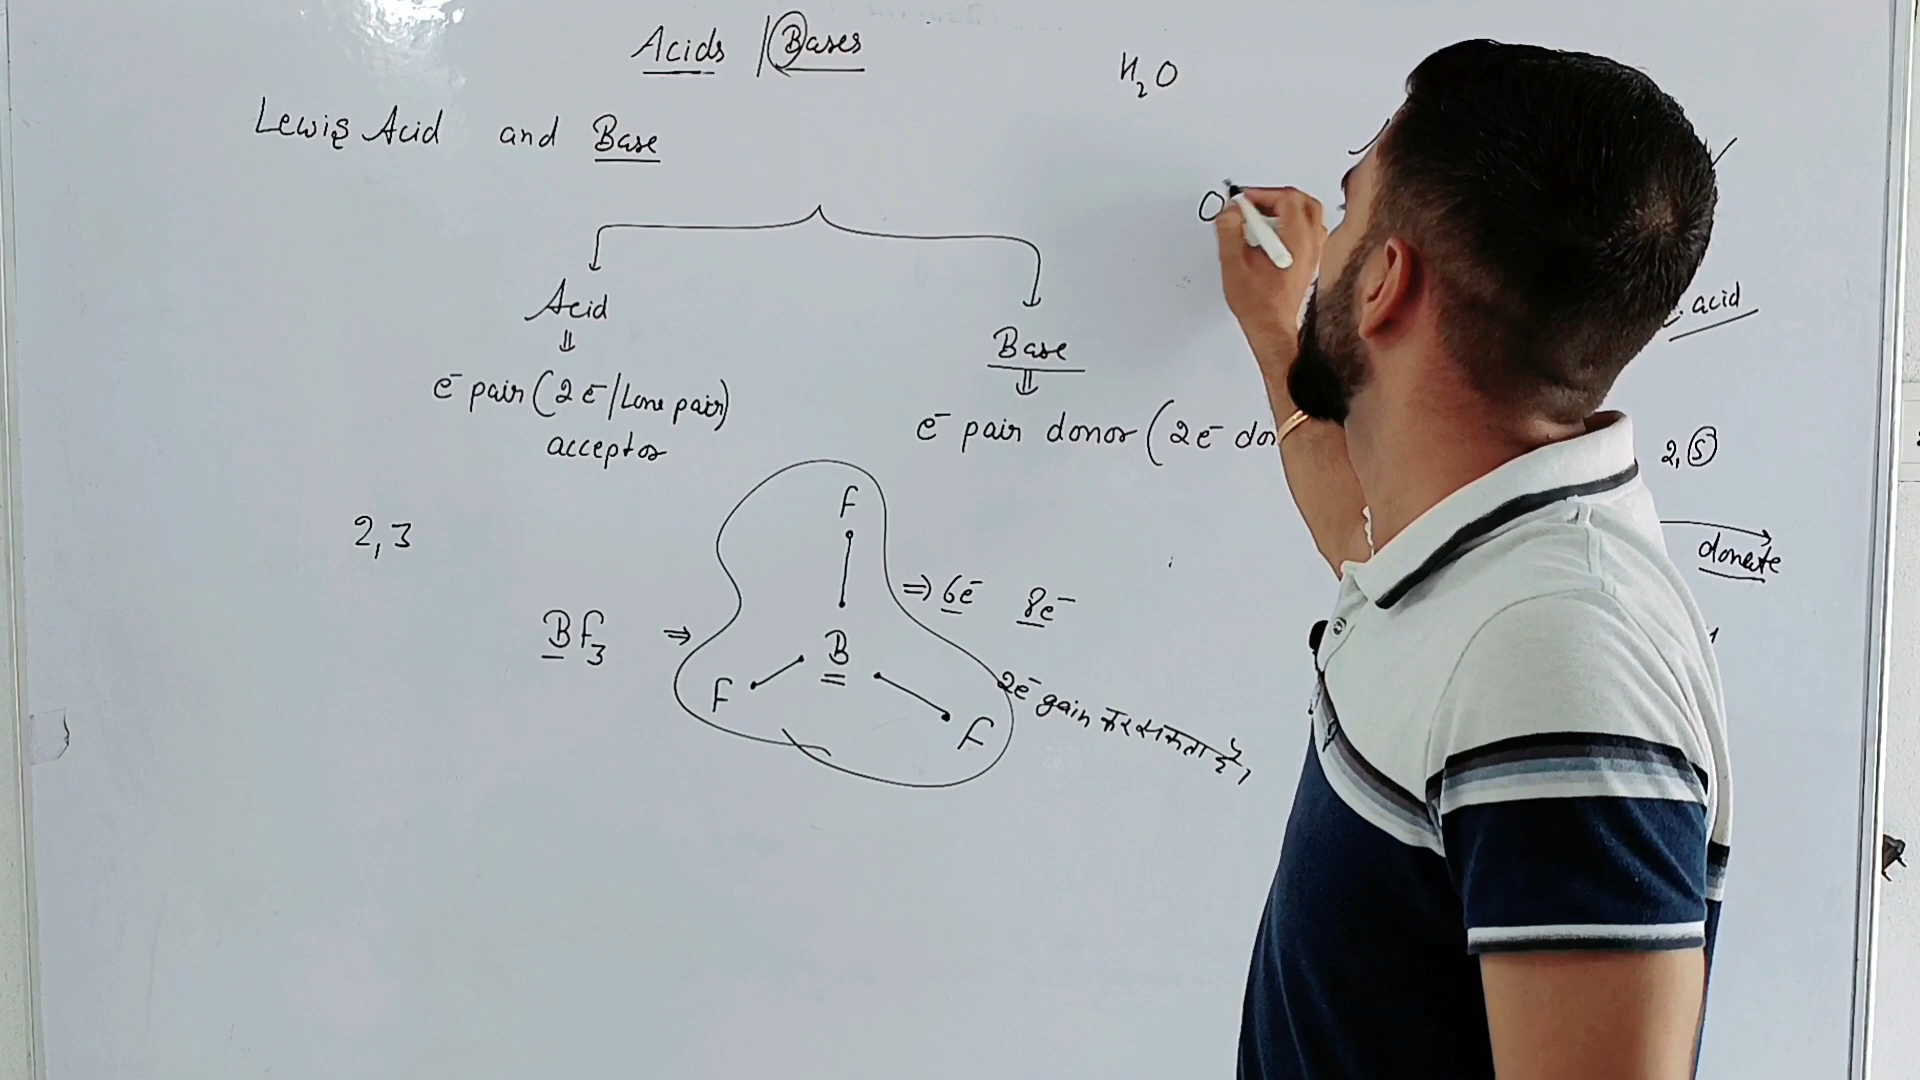 Acids / Bases
H₂O
Lewis Acid and Base
O
Acid
⇓
e⁻ pair (2e⁻/Lone pair)
acceptor
Base
⇓
e⁻ pair donor (2e⁻
acid
2, 5
donate
2, 3
BF₃ ⇒
F
B
F
F
⇒ 6e⁻ 8e⁻
2e⁻ gain कर सकता है।